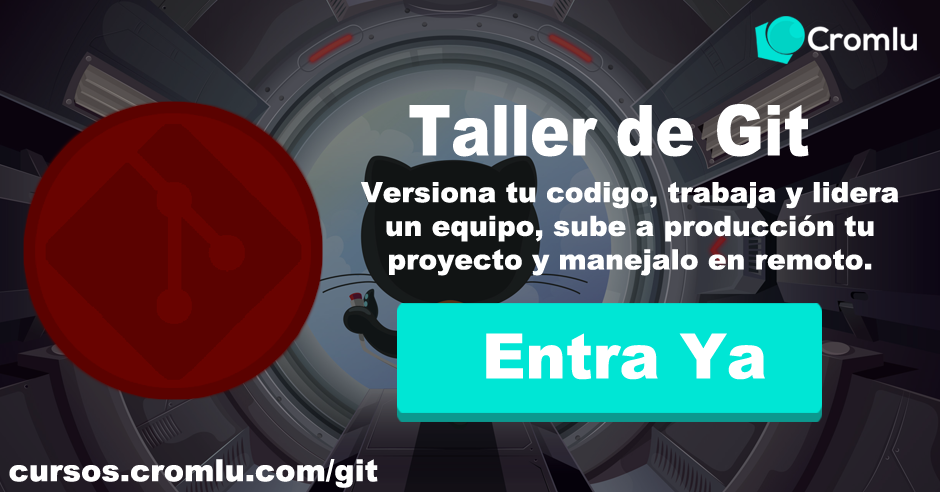 Cromlu
Taller de Git
Versiona tu codigo, trabaja y lidera
un equipo, sube a producción tu
proyecto y manejalo en remoto.
Entra Ya
cursos.cromlu.com/git